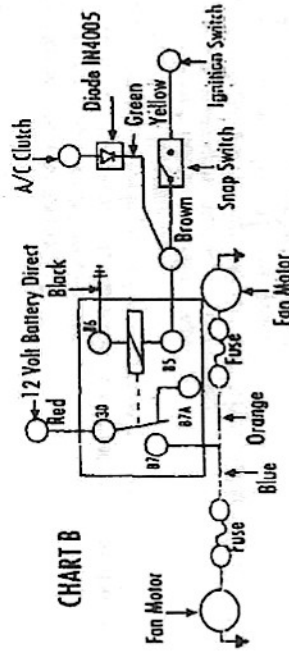 CHART B
12 Volt Battery Direct
Red
Black
A/C Clutch
Diode IN4005
Green
Yellow
Ignition Switch
Snap Switch
Brown
30
86
85
87
87A
Fan Motor
Fuse
Blue
Orange
Fuse
Fan Motor